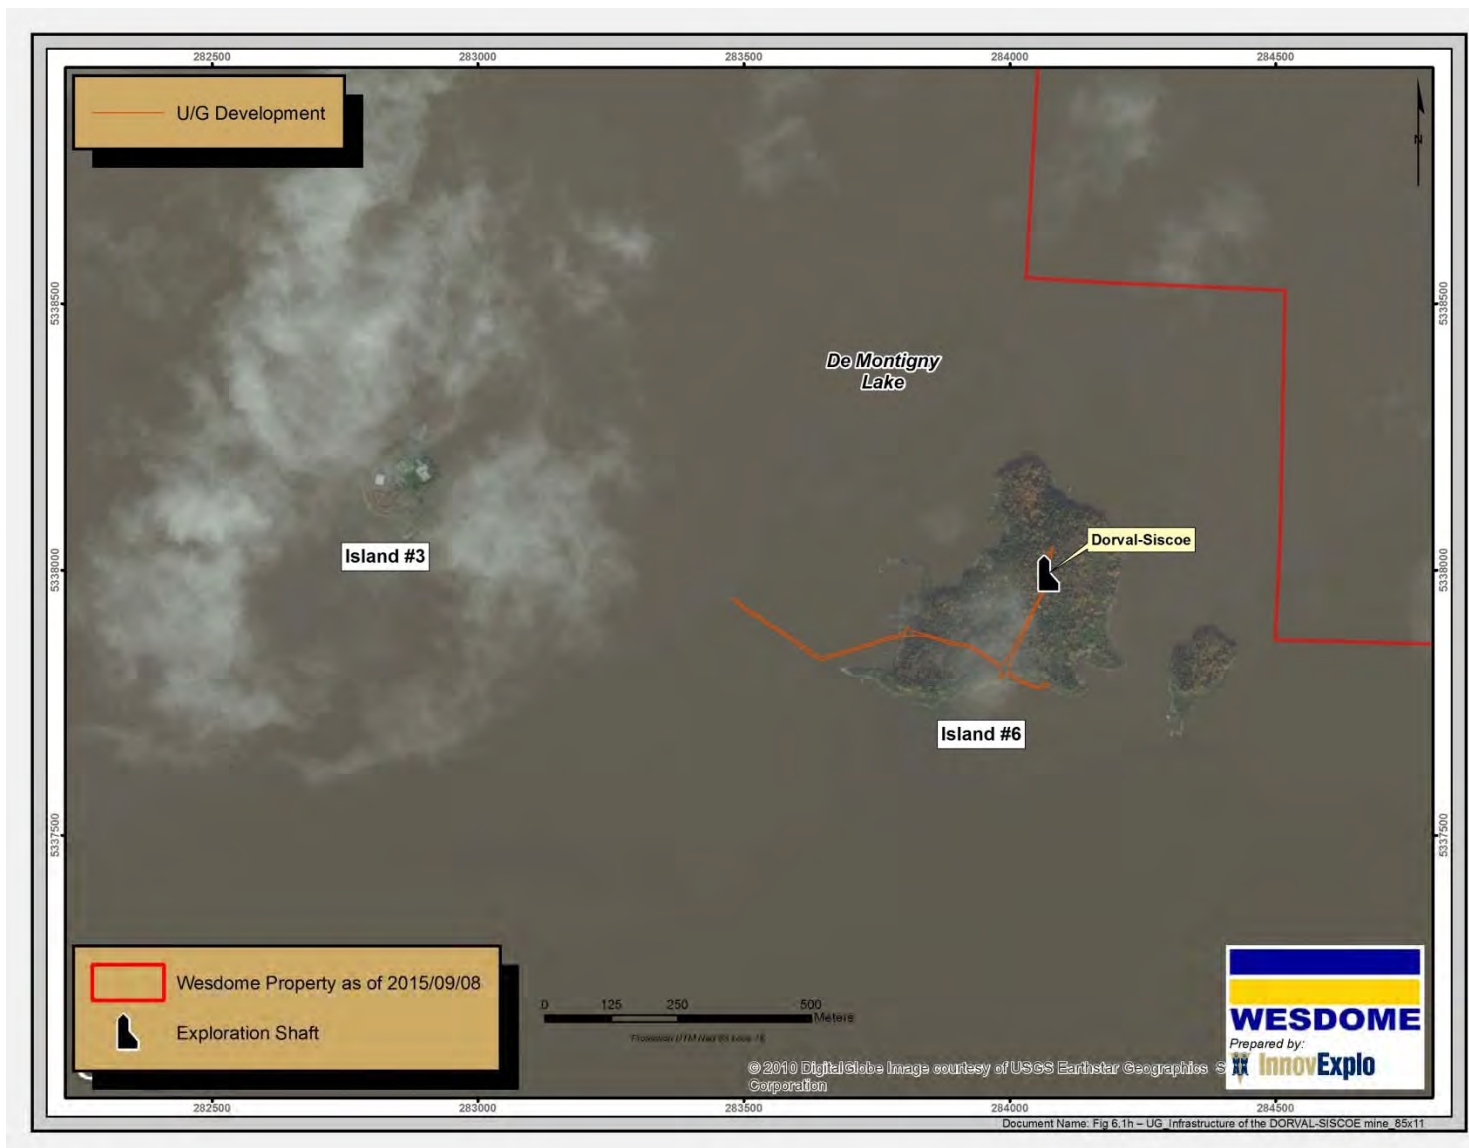 282500 283000 283500 284000 284500
U/G Development
N
5338500 5338500
De Montigny
Lake
Dorval-Siscoe
Island #3
5338000 5338000
Island #6
5337500 5337500
Wesdome Property as of 2015/09/08
Exploration Shaft
0 125 250 500
Meters
WESDOME
Prepared by:
InnovExplo
© 2010 DigitalGlobe Image courtesy of USGS Earthstar Geographics S
Corporation
282500 283000 283500 284000 284500
Document Name: Fig 6.1h – UG_Infrastructure of the DORVAL-SISCOE mine_85x11